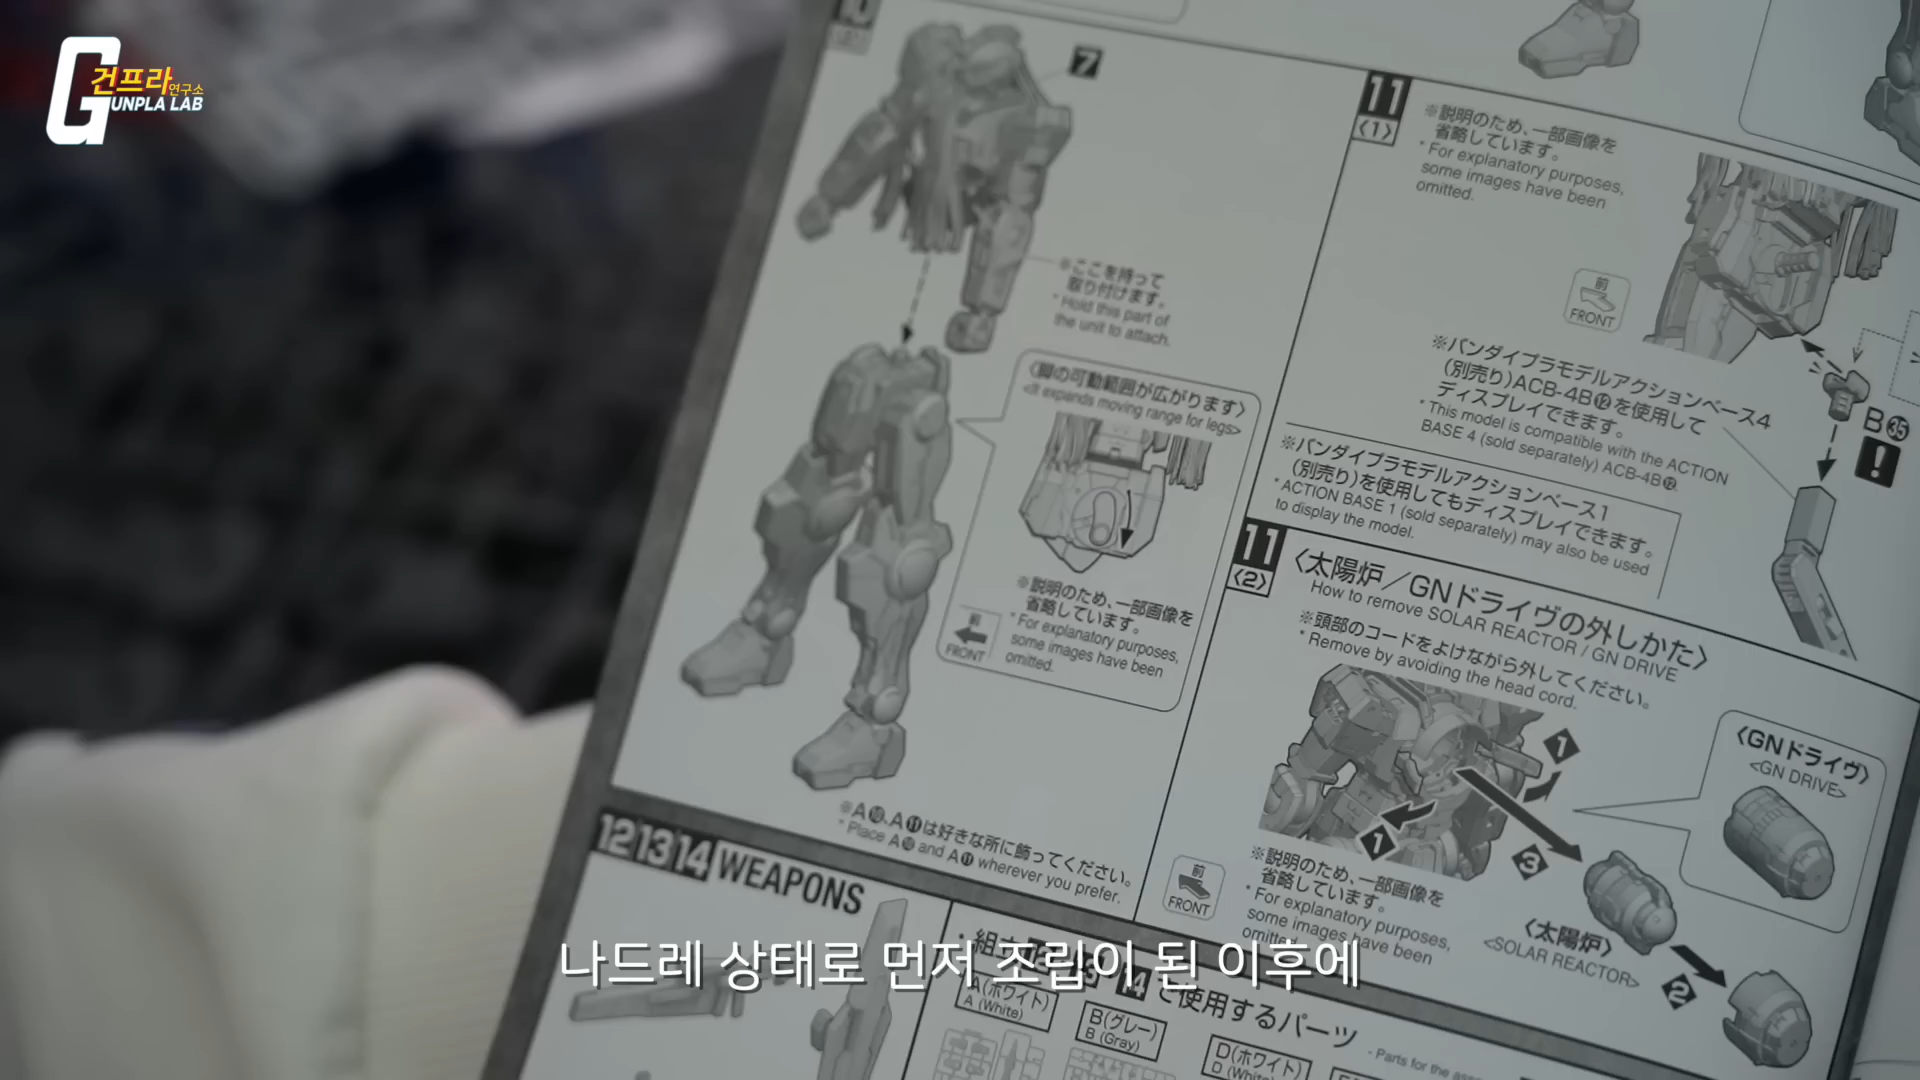 건프라연구소
GUNPLA LAB
7
※ここを持って
取り付けます。
* Hold this part of
the unit to attach.
〈脚の可動範囲が広がります〉
<It expands moving range for legs>
※説明のため、一部画像を
省略しています。
* For explanatory purposes,
some images have been
omitted.
前
FRONT
※A⑩、A⑪は好きな所に飾ってください。
* Place A⑩ and A⑪ wherever you prefer.
11
〈1〉
※説明のため、一部画像を
省略しています。
* For explanatory purposes,
some images have been
omitted.
前
FRONT
※バンダイプラモデルアクションベース4
(別売り)ACB-4B⑫を使用して
ディスプレイできます。
* This model is compatible with the ACTION
BASE 4 (sold separately) ACB-4B⑫.
B㉟
!
※バンダイプラモデルアクションベース1
(別売り)を使用してもディスプレイできます。
* ACTION BASE 1 (sold separately) may also be used
to display the model.
11
〈2〉
〈太陽炉／GNドライヴの外しかた〉
How to remove SOLAR REACTOR / GN DRIVE
※頭部のコードをよけながら外してください。
* Remove by avoiding the head cord.
1
1
3
2
〈GNドライヴ〉
<GN DRIVE>
〈太陽炉〉
<SOLAR REACTOR>
前
FRONT
※説明のため、一部画像を
省略しています。
* For explanatory purposes,
some images have been
12 13 14 WEAPONS
14で使用するパーツ
A(ホワイト)
A (White)
B(グレー)
B (Gray)
D(ホワイト)
나드레 상태로 먼저 조립이 된 이후에